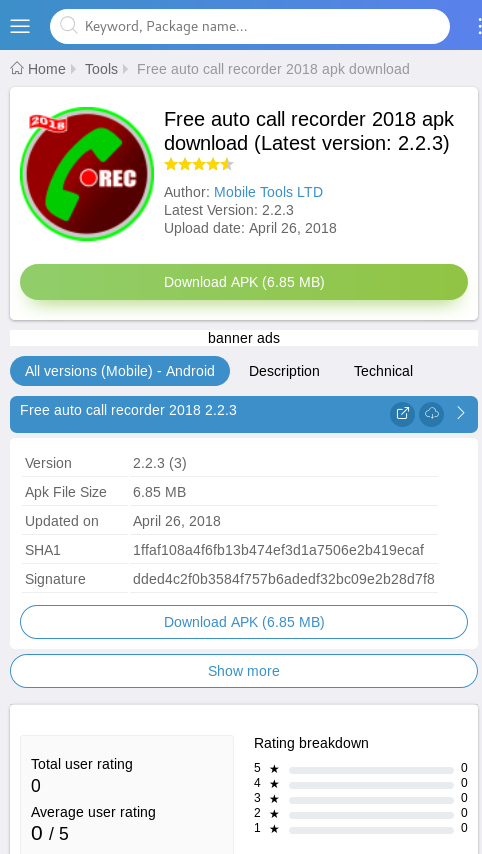 Keyword, Package name...
Home Tools Free auto call recorder 2018 apk download
2018
REC
Free auto call recorder 2018 apk
download (Latest version: 2.2.3)
Author: Mobile Tools LTD
Latest Version: 2.2.3
Upload date: April 26, 2018
Download APK (6.85 MB)
banner ads
All versions (Mobile) - Android Description Technical
Free auto call recorder 2018 2.2.3
Version 2.2.3 (3)
Apk File Size 6.85 MB
Updated on April 26, 2018
SHA1 1ffaf108a4f6fb13b474ef3d1a7506e2b419ecaf
Signature dded4c2f0b3584f757b6adedf32bc09e2b28d7f8
Download APK (6.85 MB)
Show more
Total user rating
0
Average user rating
0 / 5
Rating breakdown
5 ★ 0
4 ★ 0
3 ★ 0
2 ★ 0
1 ★ 0